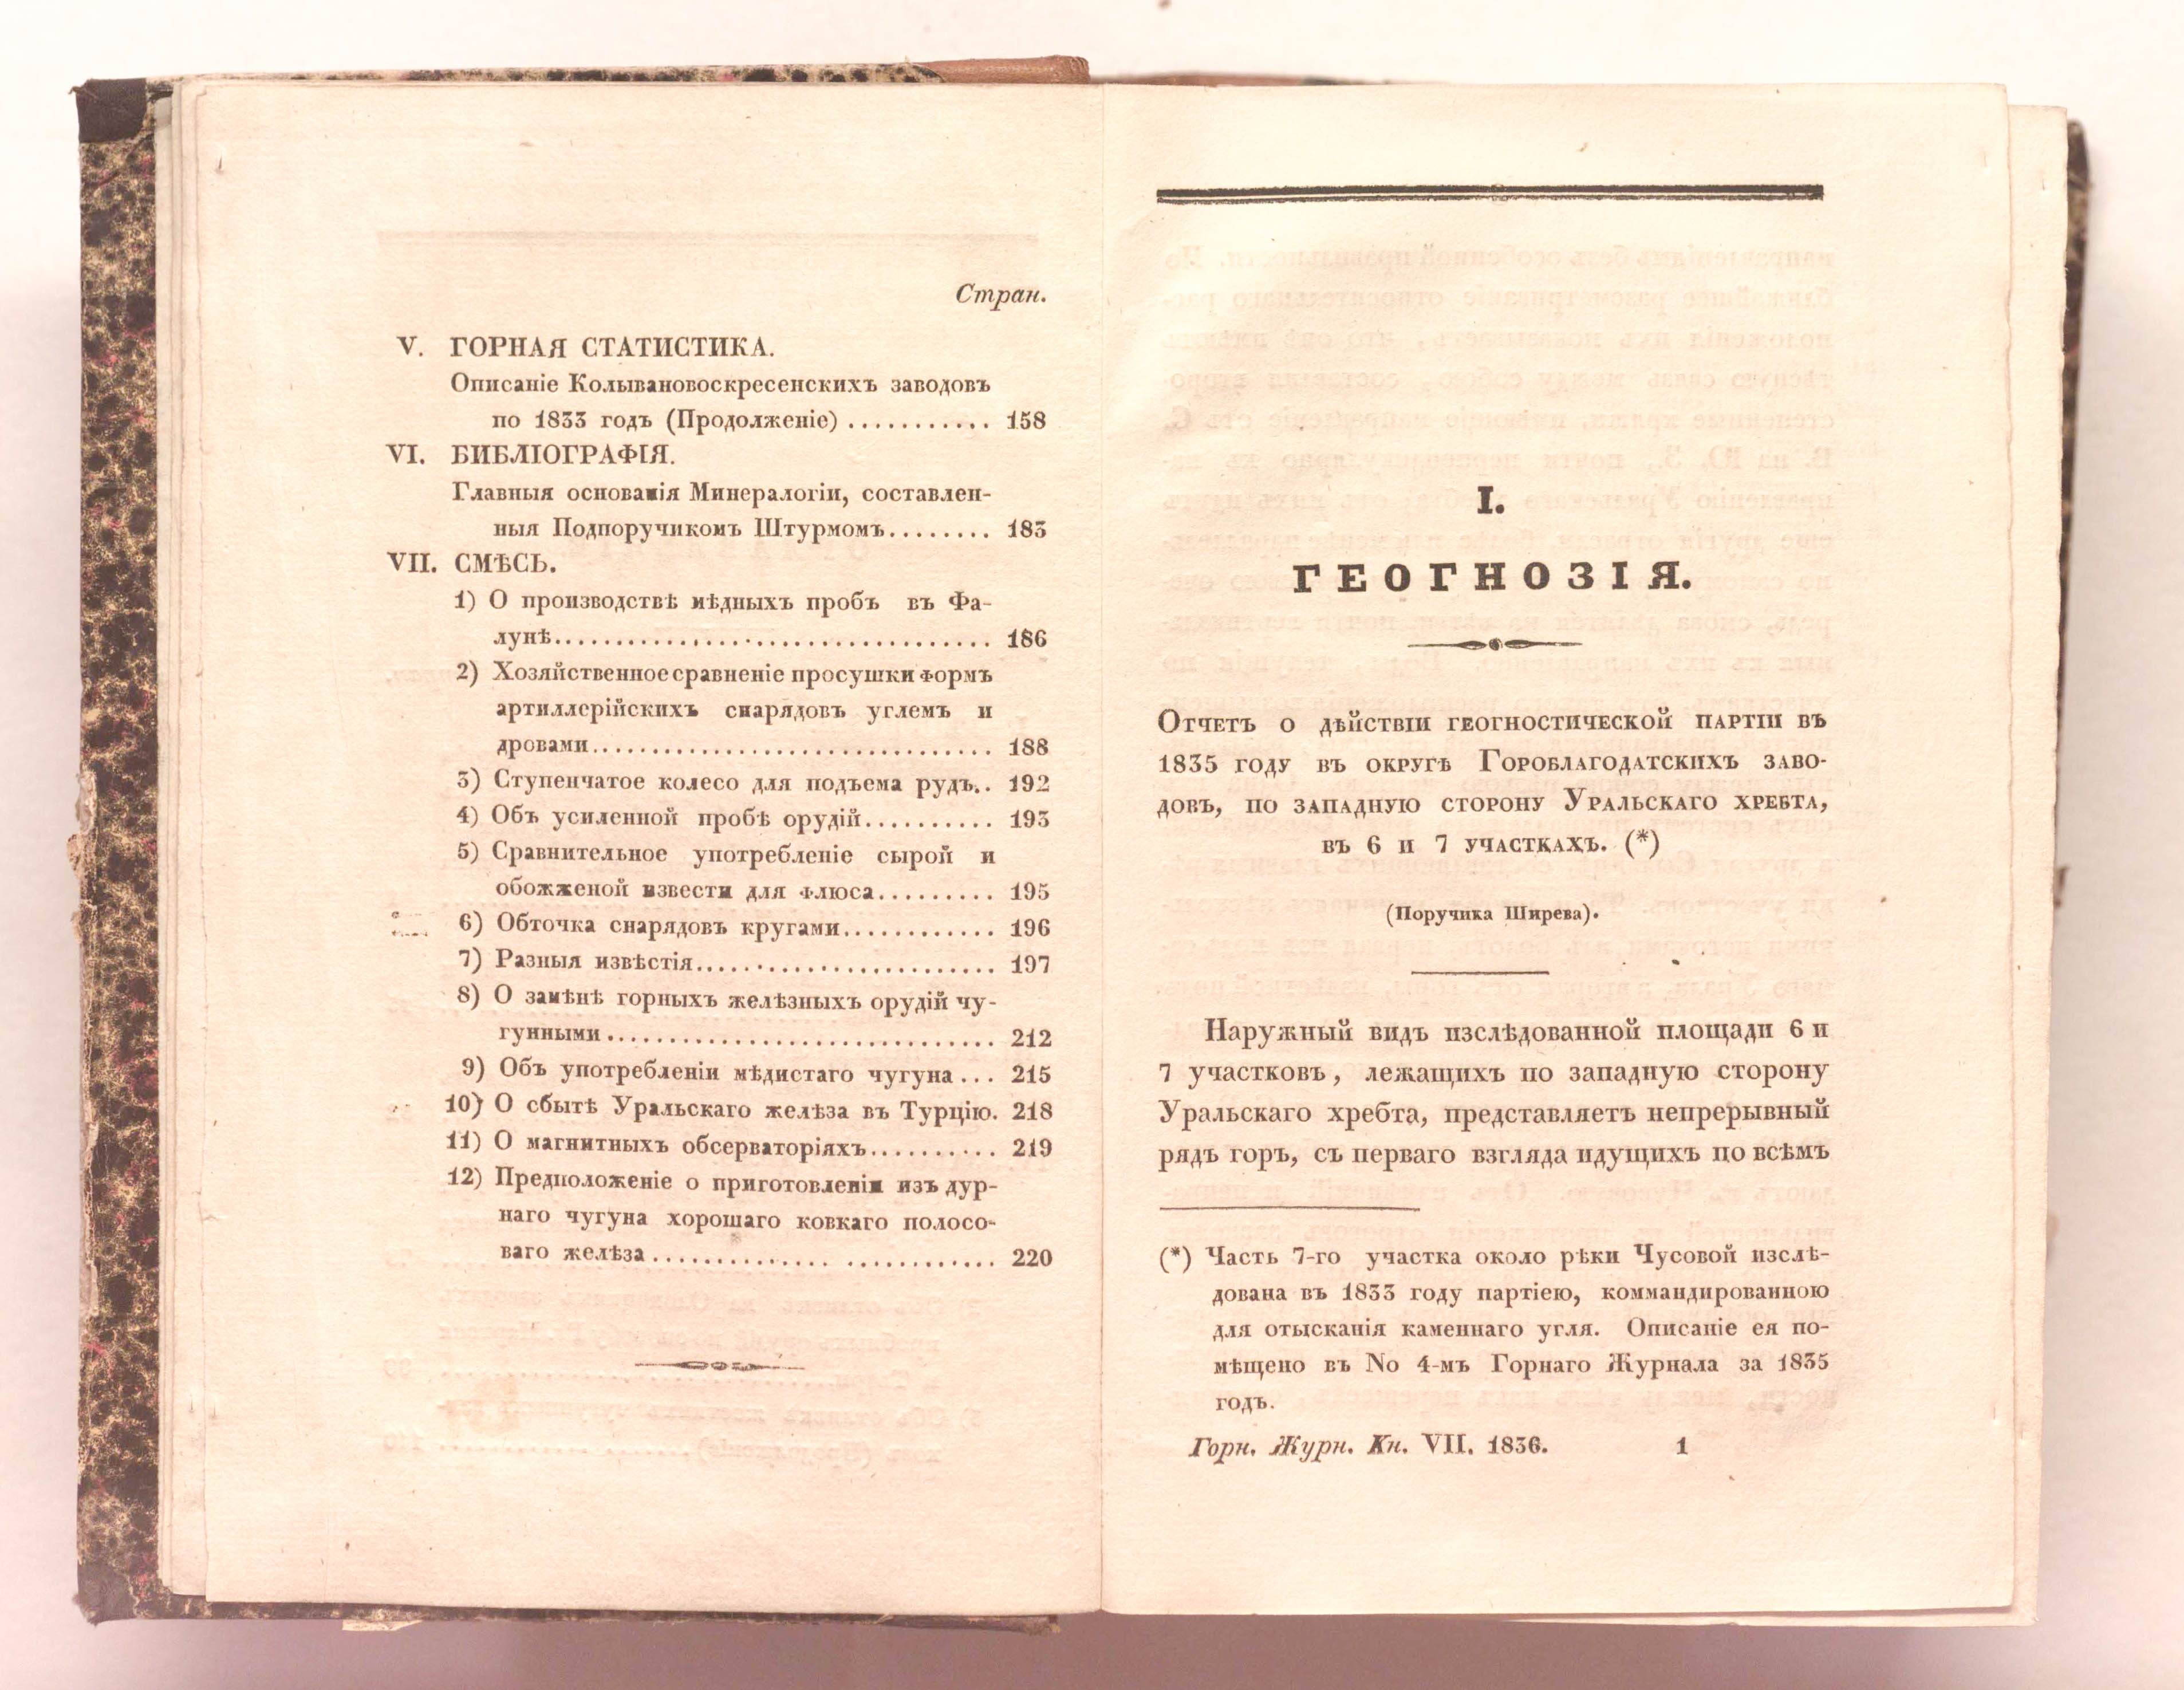 Стран.
V. ГОРНАЯ СТАТИСТИКА.
Описаніе Колывановоскресенскихъ заводовъ
по 1833 годъ (Продолженіе) ........... 158
VI. БИБЛІОГРАФІЯ.
Главныя основанія Минералогіи, составлен-
ныя Подпоручикомъ Штурмомъ........ 183
VII. СМѢСЬ.
1) О производствѣ мѣдныхъ пробъ въ Фа-
лунѣ.................................... 186
2) Хозяйственное сравненіе просушки формъ
артиллерійскихъ снарядовъ углемъ и
дровами................................. 188
3) Ступенчатое колесо для подъема рудъ.. 192
4) Объ усиленной пробѣ орудій........... 193
5) Сравнительное употребленіе сырой и
обожженой извести для флюса.......... 195
6) Обточка снарядовъ кругами............. 196
7) Разныя извѣстія......................... 197
8) О замѣнѣ горныхъ желѣзныхъ орудій чу-
гунными ................................ 212
9) Объ употребленіи мѣдистаго чугуна... 215
10) О сбытѣ Уральскаго желѣза въ Турцію. 218
11) О магнитныхъ обсерваторіяхъ........... 219
12) Предположеніе о приготовленіи изъ дур-
наго чугуна хорошаго ковкаго полосо-
ваго желѣза ............... ............. 220
I.
ГЕОГНОЗІЯ.
Отчетъ о дѣйствіи геогностической партіи въ
1835 году въ округѣ Гороблагодатскихъ заво-
довъ, по западную сторону Уральскаго хребта,
въ 6 и 7 участкахъ. (*)
(Поручика Ширева).
Наружный видъ изслѣдованной площади 6 и
7 участковъ, лежащихъ по западную сторону
Уральскаго хребта, представляетъ непрерывный
рядъ горъ, съ перваго взгляда идущихъ по всѣмъ
(*) Часть 7-го участка около рѣки Чусовой изслѣ-
дована въ 1833 году партіею, коммандированною
для отысканія каменнаго угля. Описаніе ея по-
мѣщено въ No 4-мъ Горнаго Журнала за 1835
годъ.
Горн. Журн. Кн. VII. 1836. 1